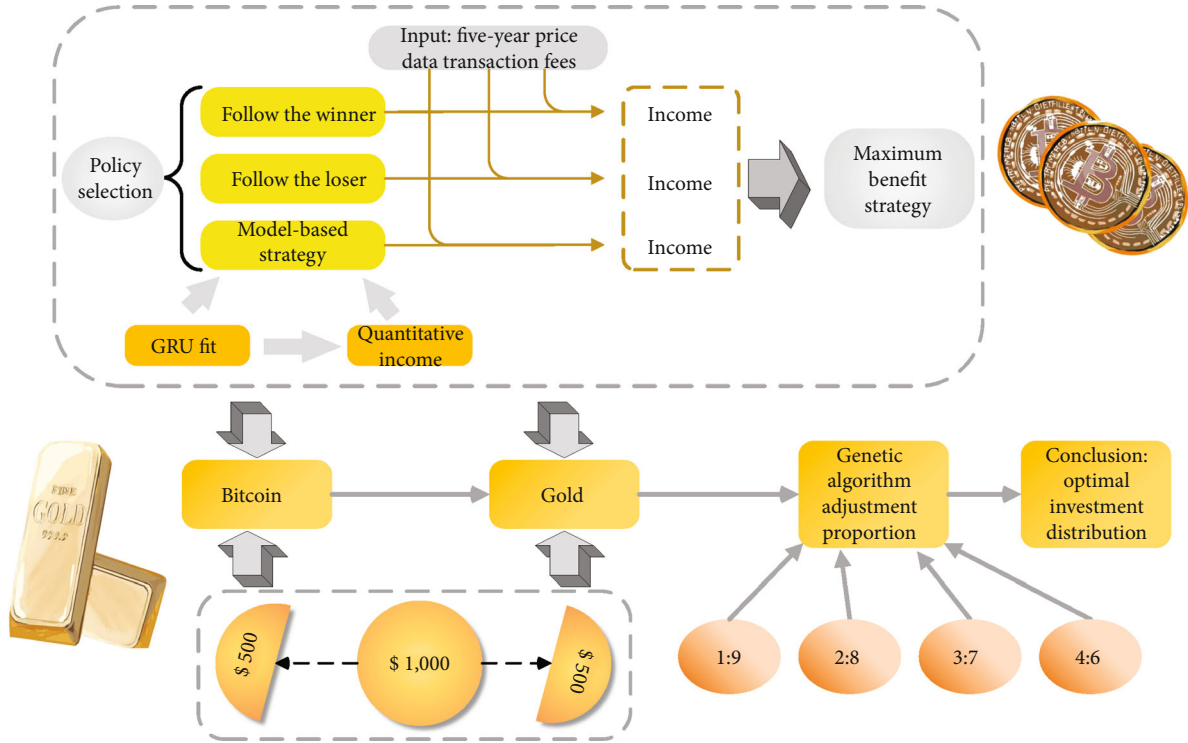 Input: five-year price
data transaction fees
Policy
selection
Follow the winner
Follow the loser
Model-based
strategy
Income
Income
Income
Maximum
benefit
strategy
GRU fit
Quantitative
income
FINE
GOLD
Bitcoin
Gold
Genetic
algorithm
adjustment
proportion
Conclusion:
optimal
investment
distribution
$ 500
$ 1,000
$ 500
1:9
2:8
3:7
4:6